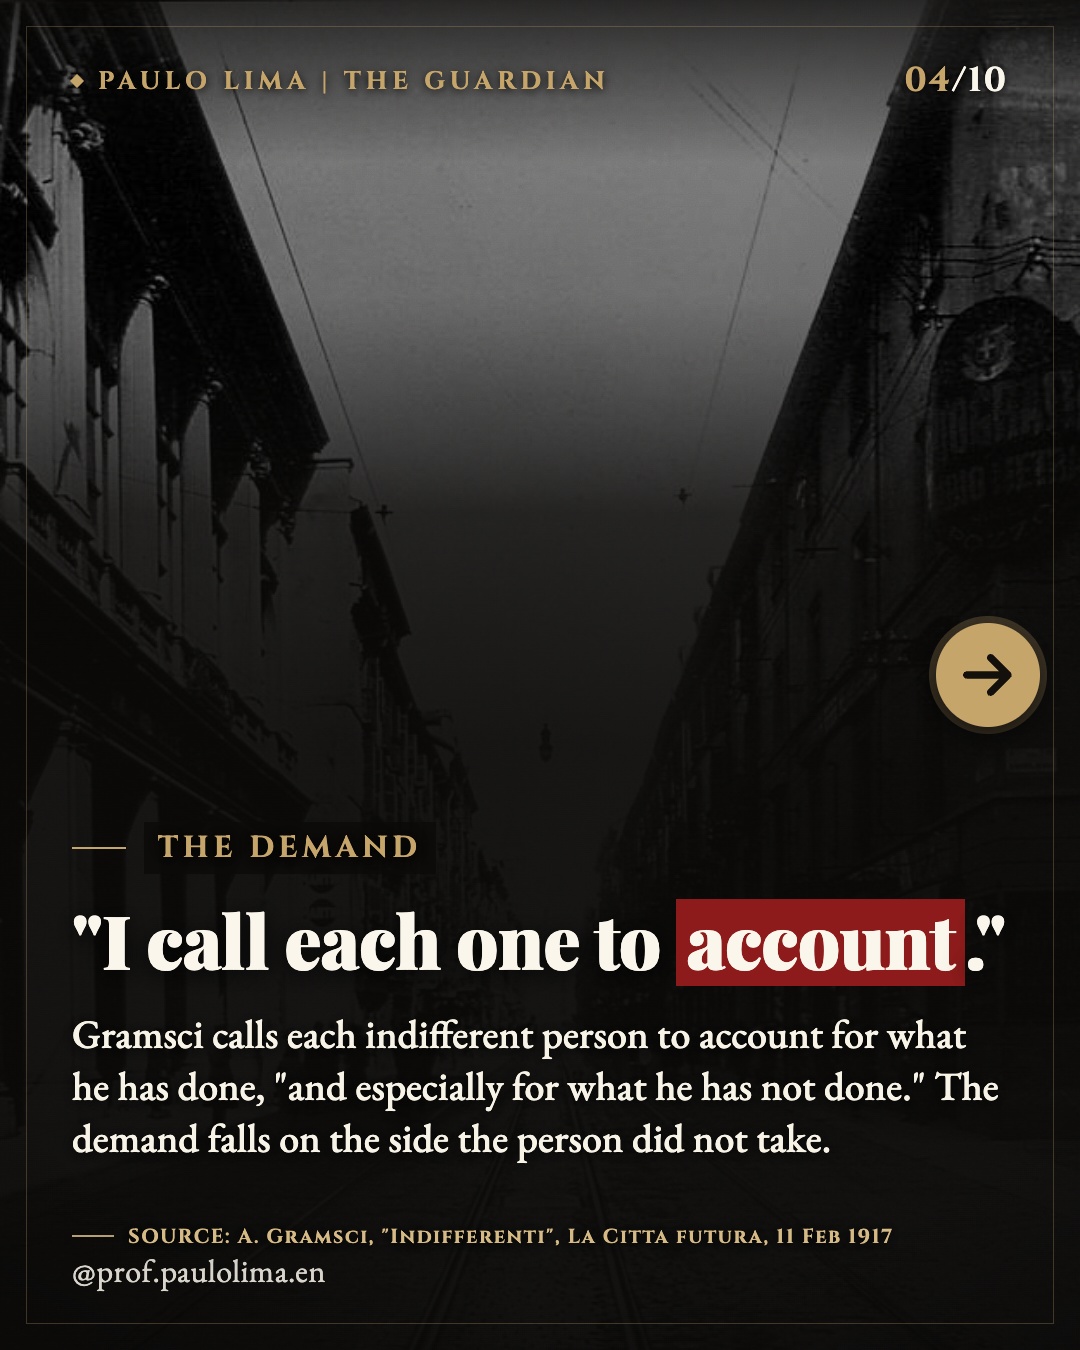 ◆ PAULO LIMA | THE GUARDIAN
04/10
THE DEMAND
"I call each one to account."
Gramsci calls each indifferent person to account for what
he has done, "and especially for what he has not done." The
demand falls on the side the person did not take.
SOURCE: A. Gramsci, "Indifferenti", La Citta futura, 11 Feb 1917
@prof.paulolima.en